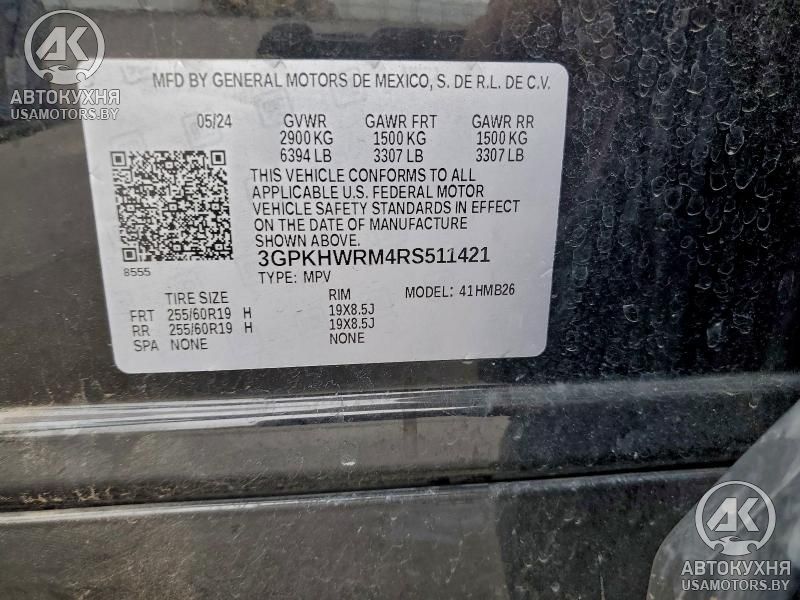 АК
АВТОКУХНЯ
USAMOTORS.BY
MFD BY GENERAL MOTORS DE MEXICO, S. DE R.L. DE C.V.
05/24 GVWR GAWR FRT GAWR RR
2900 KG 1500 KG 1500 KG
6394 LB 3307 LB 3307 LB
THIS VEHICLE CONFORMS TO ALL
APPLICABLE U.S. FEDERAL MOTOR
VEHICLE SAFETY STANDARDS IN EFFECT
ON THE DATE OF MANUFACTURE
SHOWN ABOVE.
3GPKHWRM4RS511421
8555
TYPE: MPV
TIRE SIZE RIM MODEL: 41HMB26
FRT 255/60R19 H 19X8.5J
RR 255/60R19 H 19X8.5J
SPA NONE NONE
АК
АВТОКУХНЯ
USAMOTORS.BY